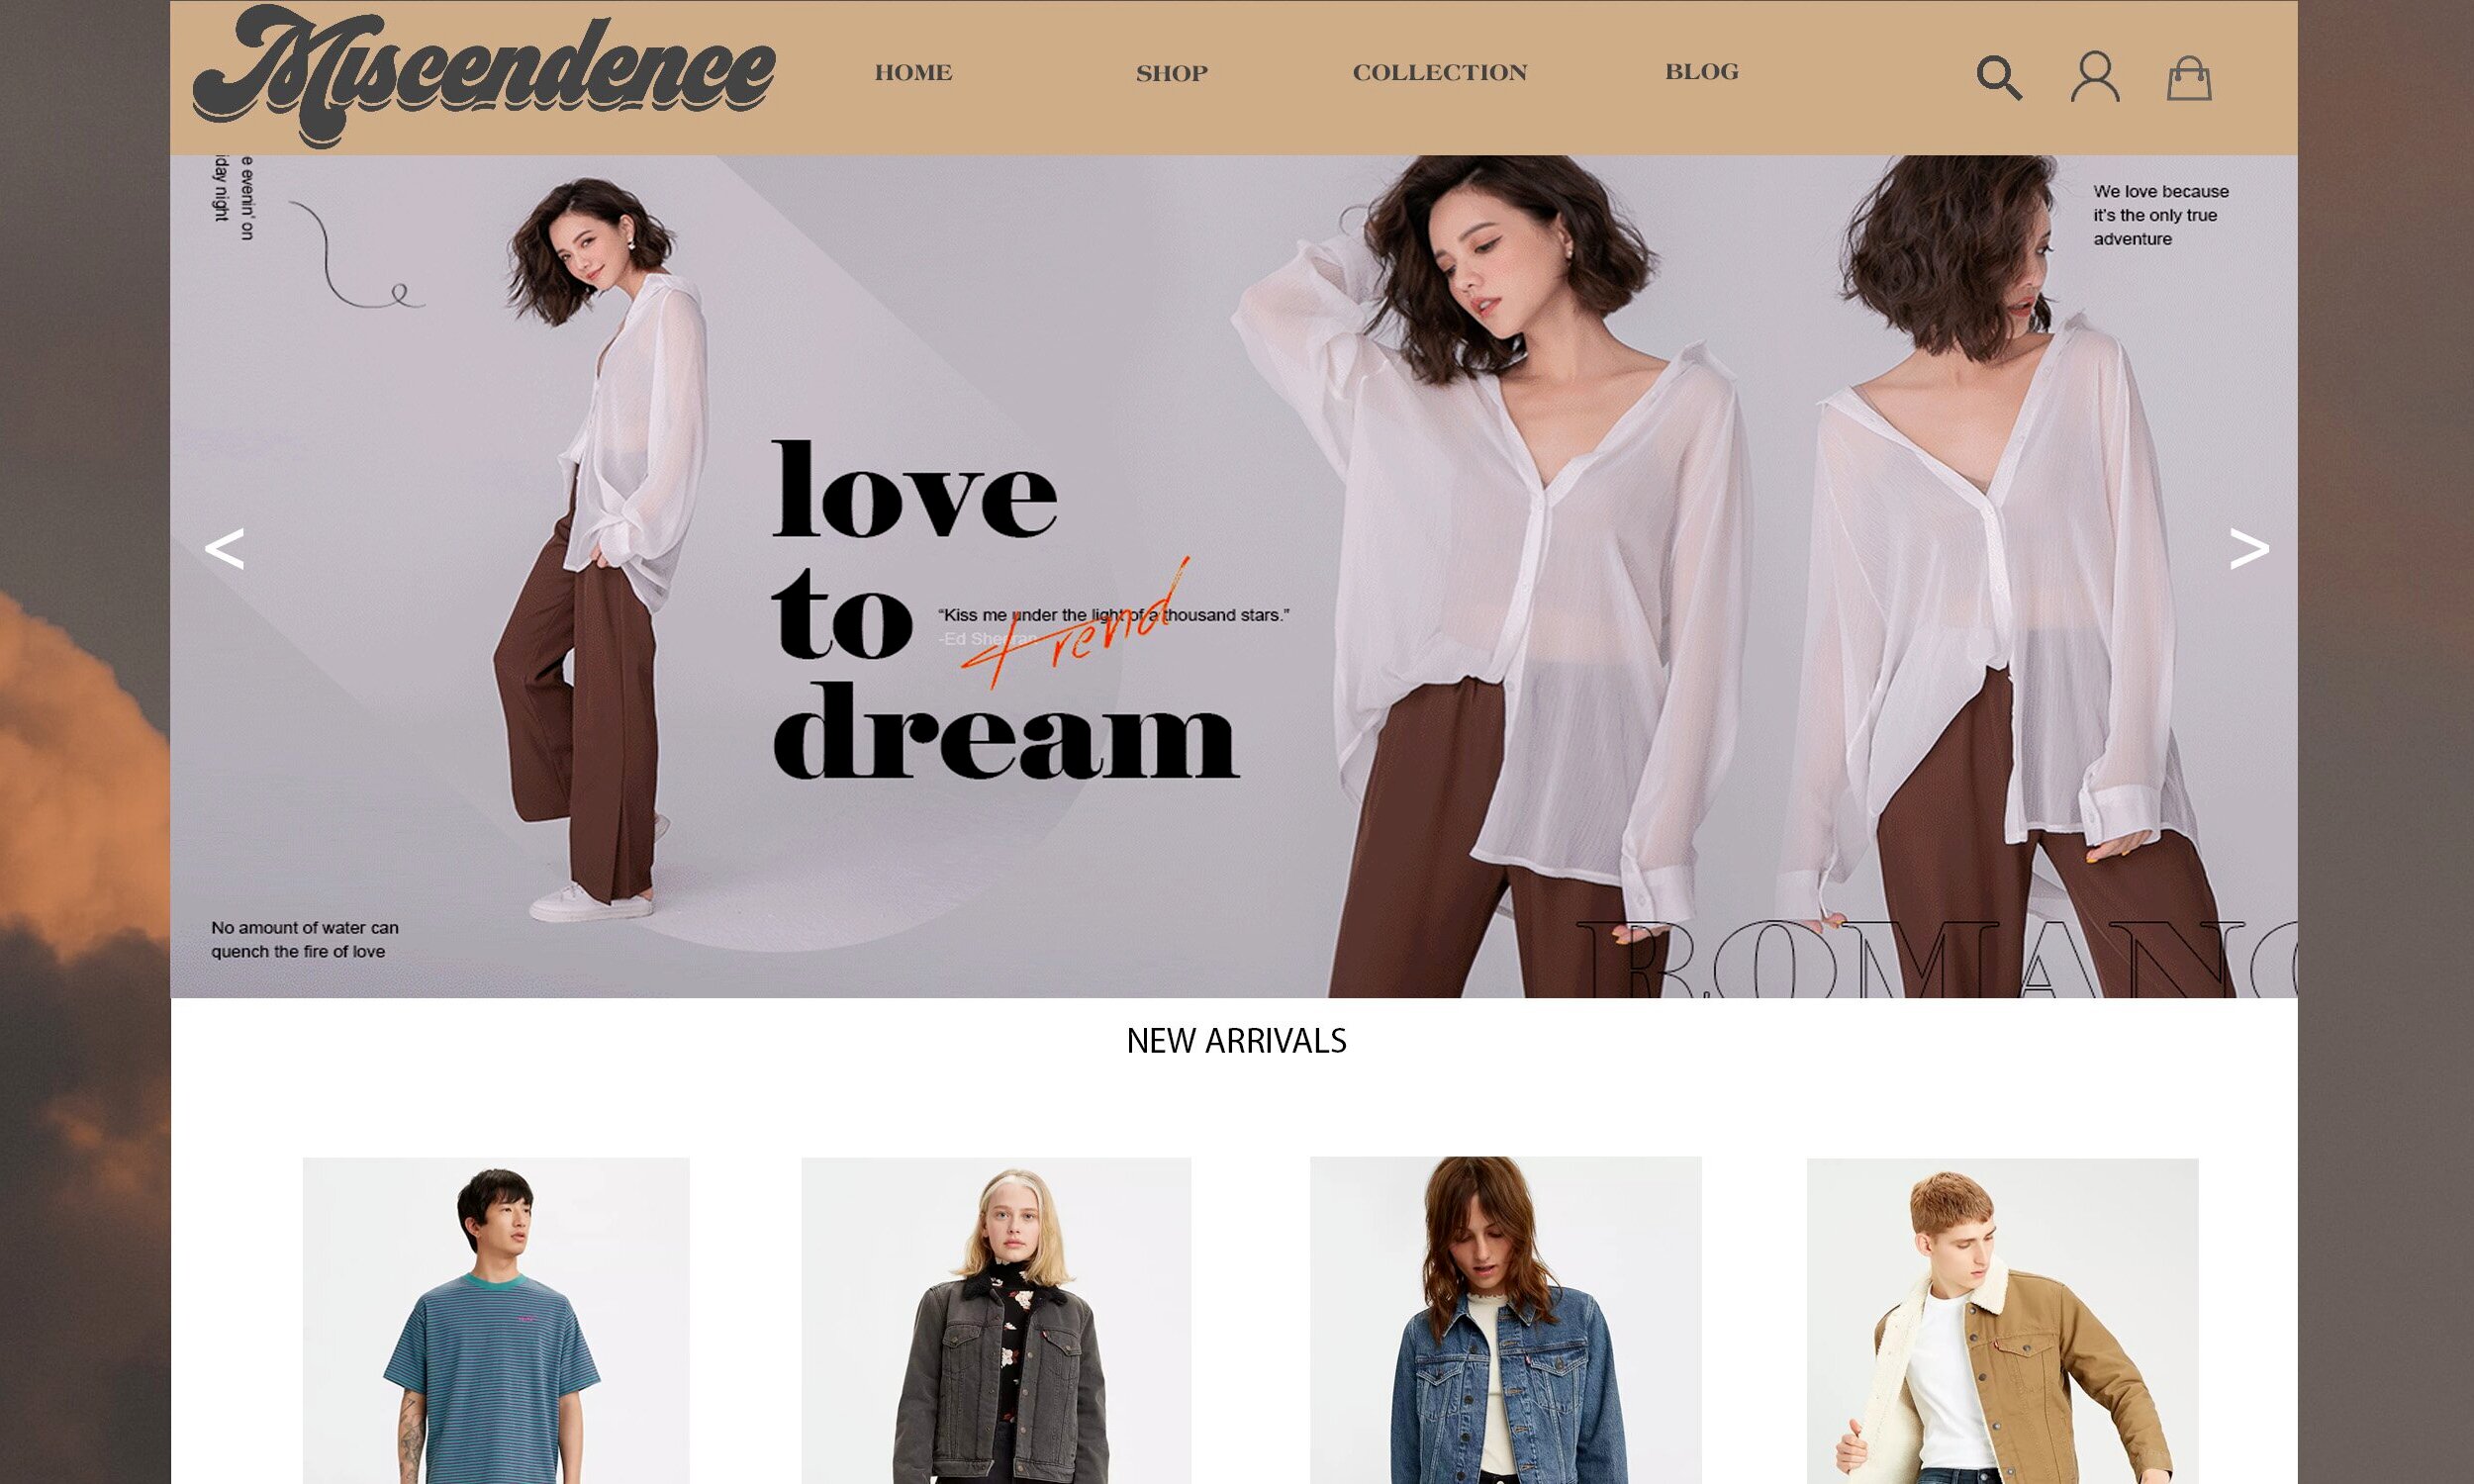 Miscendence
HOME
SHOP
COLLECTION
BLOG
e evenin' on
iday night
We love because
it's the only true
adventure
love
to
dream
"Kiss me under the light of a thousand stars."
-Ed Sheeran
trend
<
>
No amount of water can
quench the fire of love
ROMANC
NEW ARRIVALS